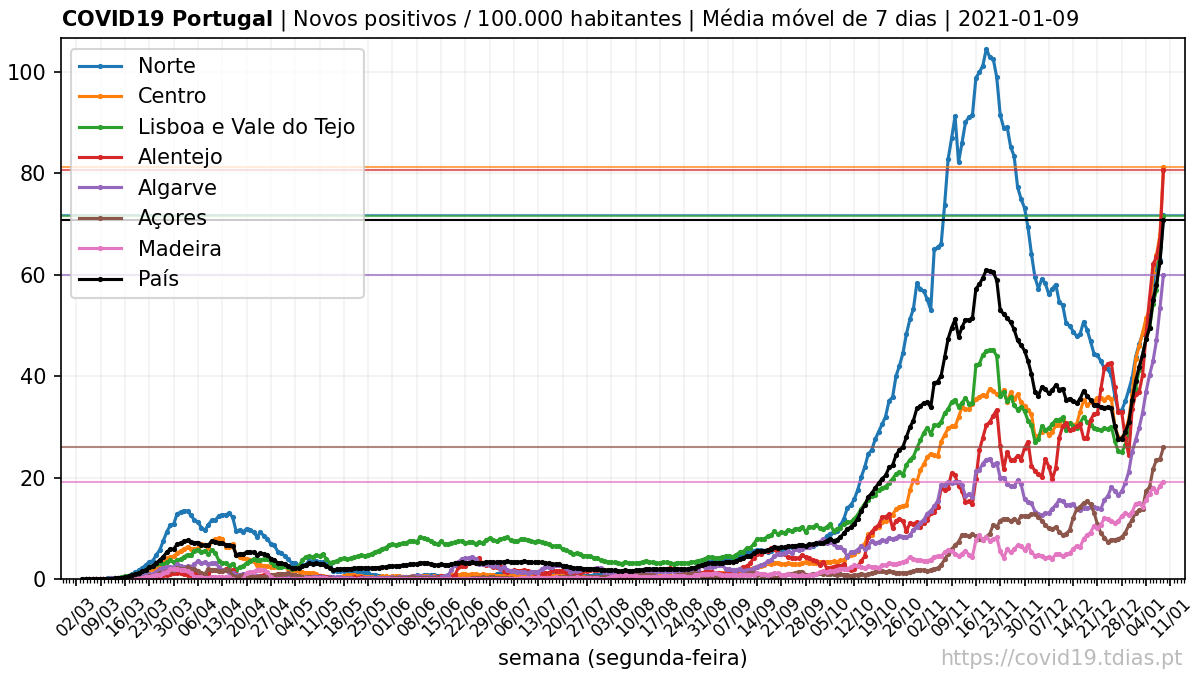 COVID19 Portugal | Novos positivos / 100.000 habitantes | Média móvel de 7 dias | 2021-01-09
100
80
60
40
20
0
Norte
Centro
Lisboa e Vale do Tejo
Alentejo
Algarve
Açores
Madeira
País
02/03 09/03 16/03 23/03 30/03 06/04 13/04 20/04 27/04 04/05 11/05 18/05 25/05 01/06 08/06 15/06 22/06 29/06 06/07 13/07 20/07 27/07 03/08 10/08 17/08 24/08 31/08 07/09 14/09 21/09 28/09 05/10 12/10 19/10 26/10 02/11 09/11 16/11 23/11 30/11 07/12 14/12 21/12 28/12 04/01 11/01
semana (segunda-feira)
https://covid19.tdias.pt